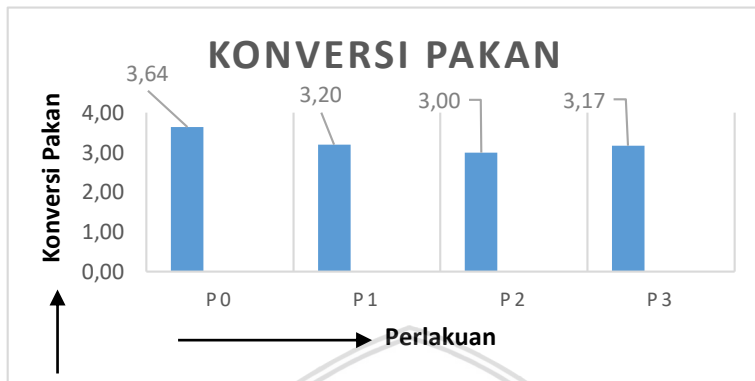 KONVERSI PAKAN
3,64
3,20
3,00
3,17
Konversi Pakan
4,00
3,00
2,00
1,00
0,00
P0 P1 P2 P3
Perlakuan